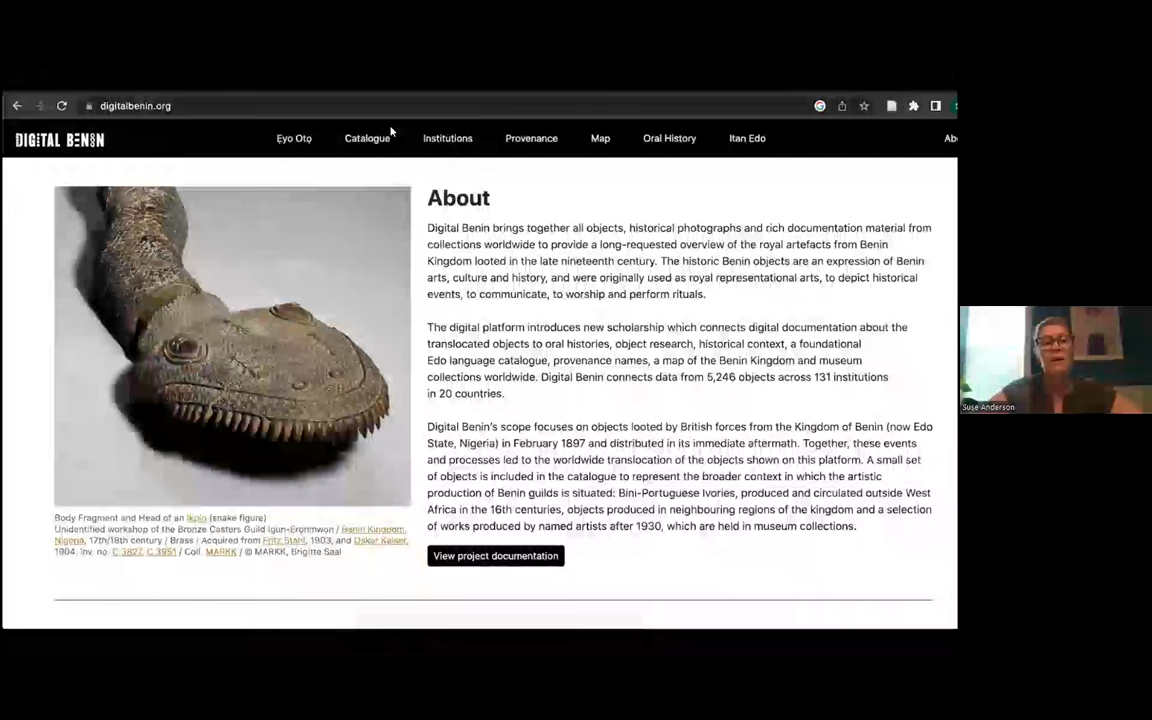 digitalbenin.org
DIGITAL BENIN
Ẹyo Otọ
Catalogue
Institutions
Provenance
Map
Oral History
Itan Edo
Ab
About
Digital Benin brings together all objects, historical photographs and rich documentation material from
collections worldwide to provide a long-requested overview of the royal artefacts from Benin
Kingdom looted in the late nineteenth century. The historic Benin objects are an expression of Benin
arts, culture and history, and were originally used as royal representational arts, to depict historical
events, to communicate, to worship and perform rituals.
The digital platform introduces new scholarship which connects digital documentation about the
translocated objects to oral histories, object research, historical context, a foundational
Edo language catalogue, provenance names, a map of the Benin Kingdom and museum
collections worldwide. Digital Benin connects data from 5,246 objects across 131 institutions
in 20 countries.
Digital Benin's scope focuses on objects looted by British forces from the Kingdom of Benin (now Edo
State, Nigeria) in February 1897 and distributed in its immediate aftermath. Together, these events
and processes led to the worldwide translocation of the objects shown on this platform. A small set
of objects is included in the catalogue to represent the broader context in which the artistic
production of Benin guilds is situated: Bini-Portuguese Ivories, produced and circulated outside West
Africa in the 16th centuries, objects produced in neighbouring regions of the kingdom and a selection
of works produced by named artists after 1930, which are held in museum collections.
View project documentation
Body Fragment and Head of an Ikpin (snake figure)
Unidentified workshop of the Bronze Casters Guild Igun-Eronmwon / Benin Kingdom,
Nigeria, 17th/18th century / Brass / Acquired from Fritz Stahl, 1903, and Oskar Kaiser,
1904. Inv. no. C 3827, C 3951 / Coll. MARKK / © MARKK, Brigitte Saal
Suse Anderson